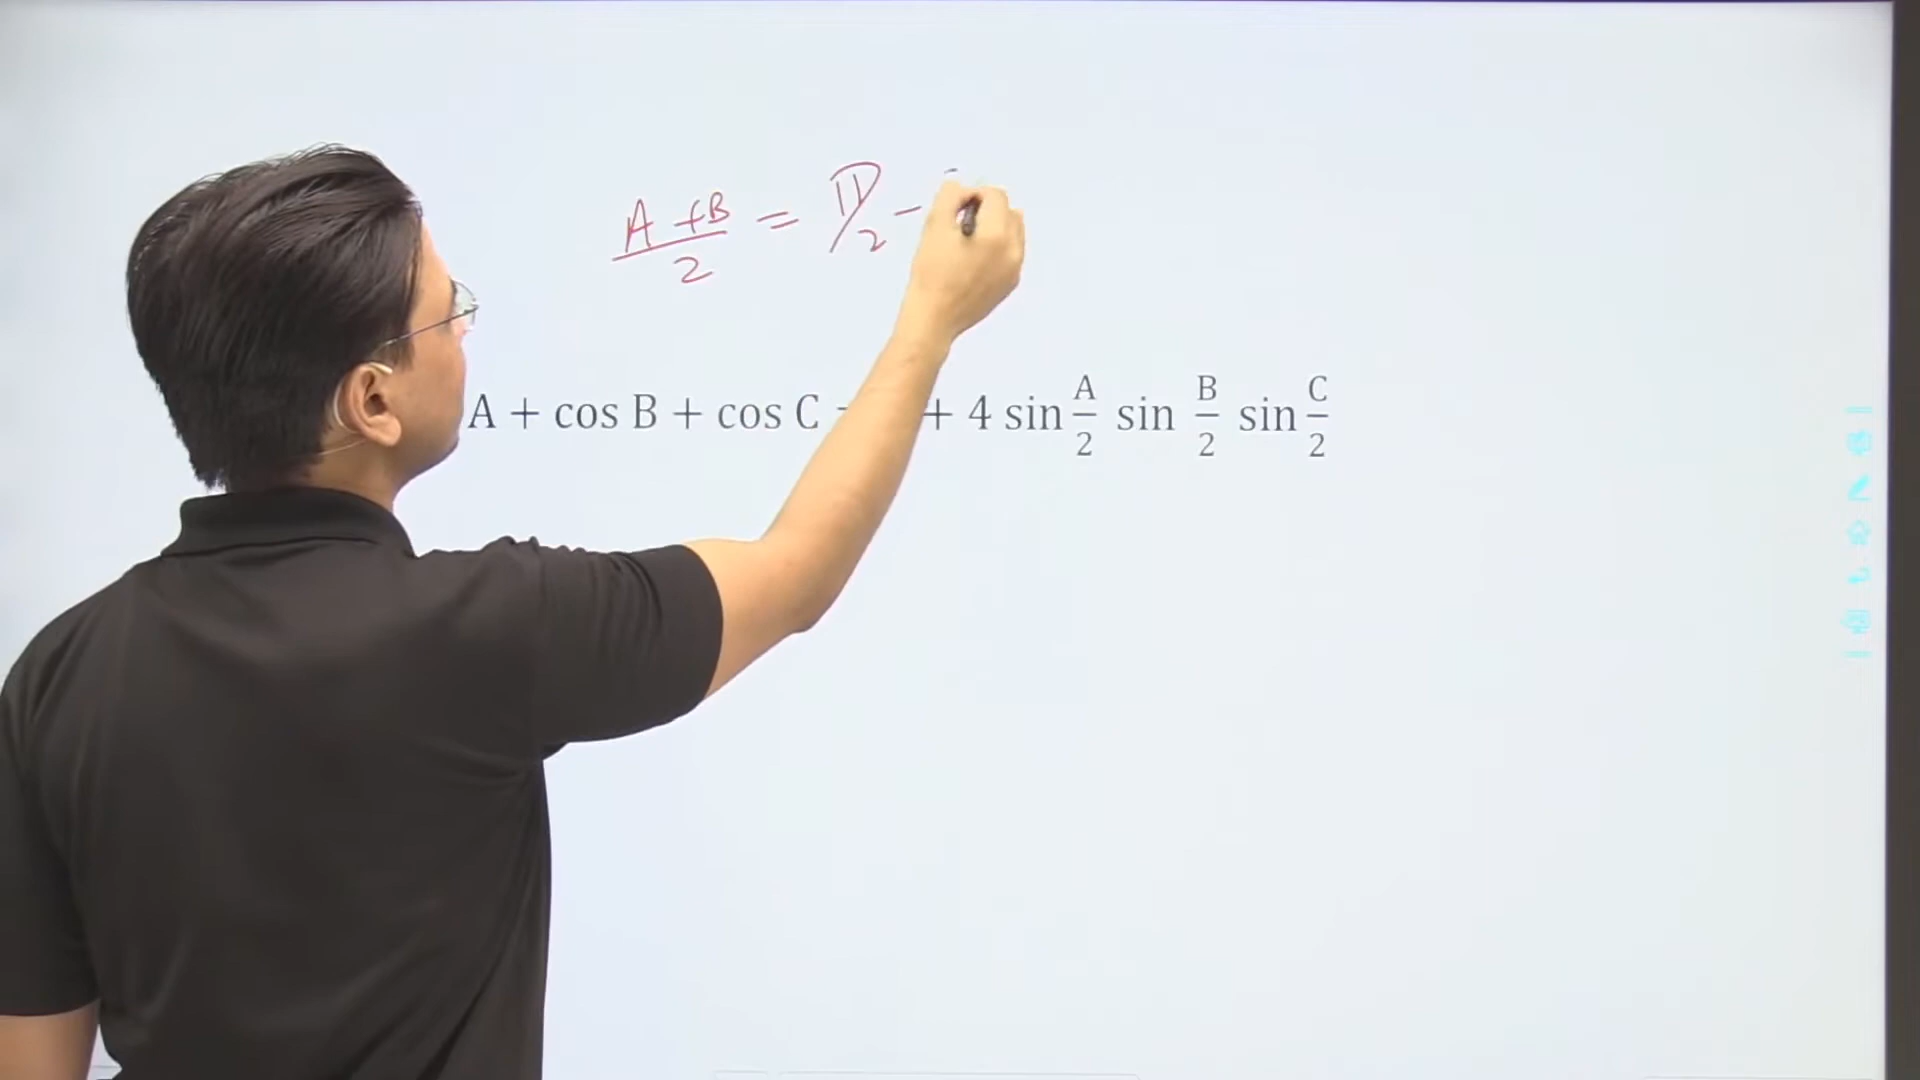 A + B / 2 = π/2 -
A + cos B + cos C + 4 sin A/2 sin B/2 sin C/2